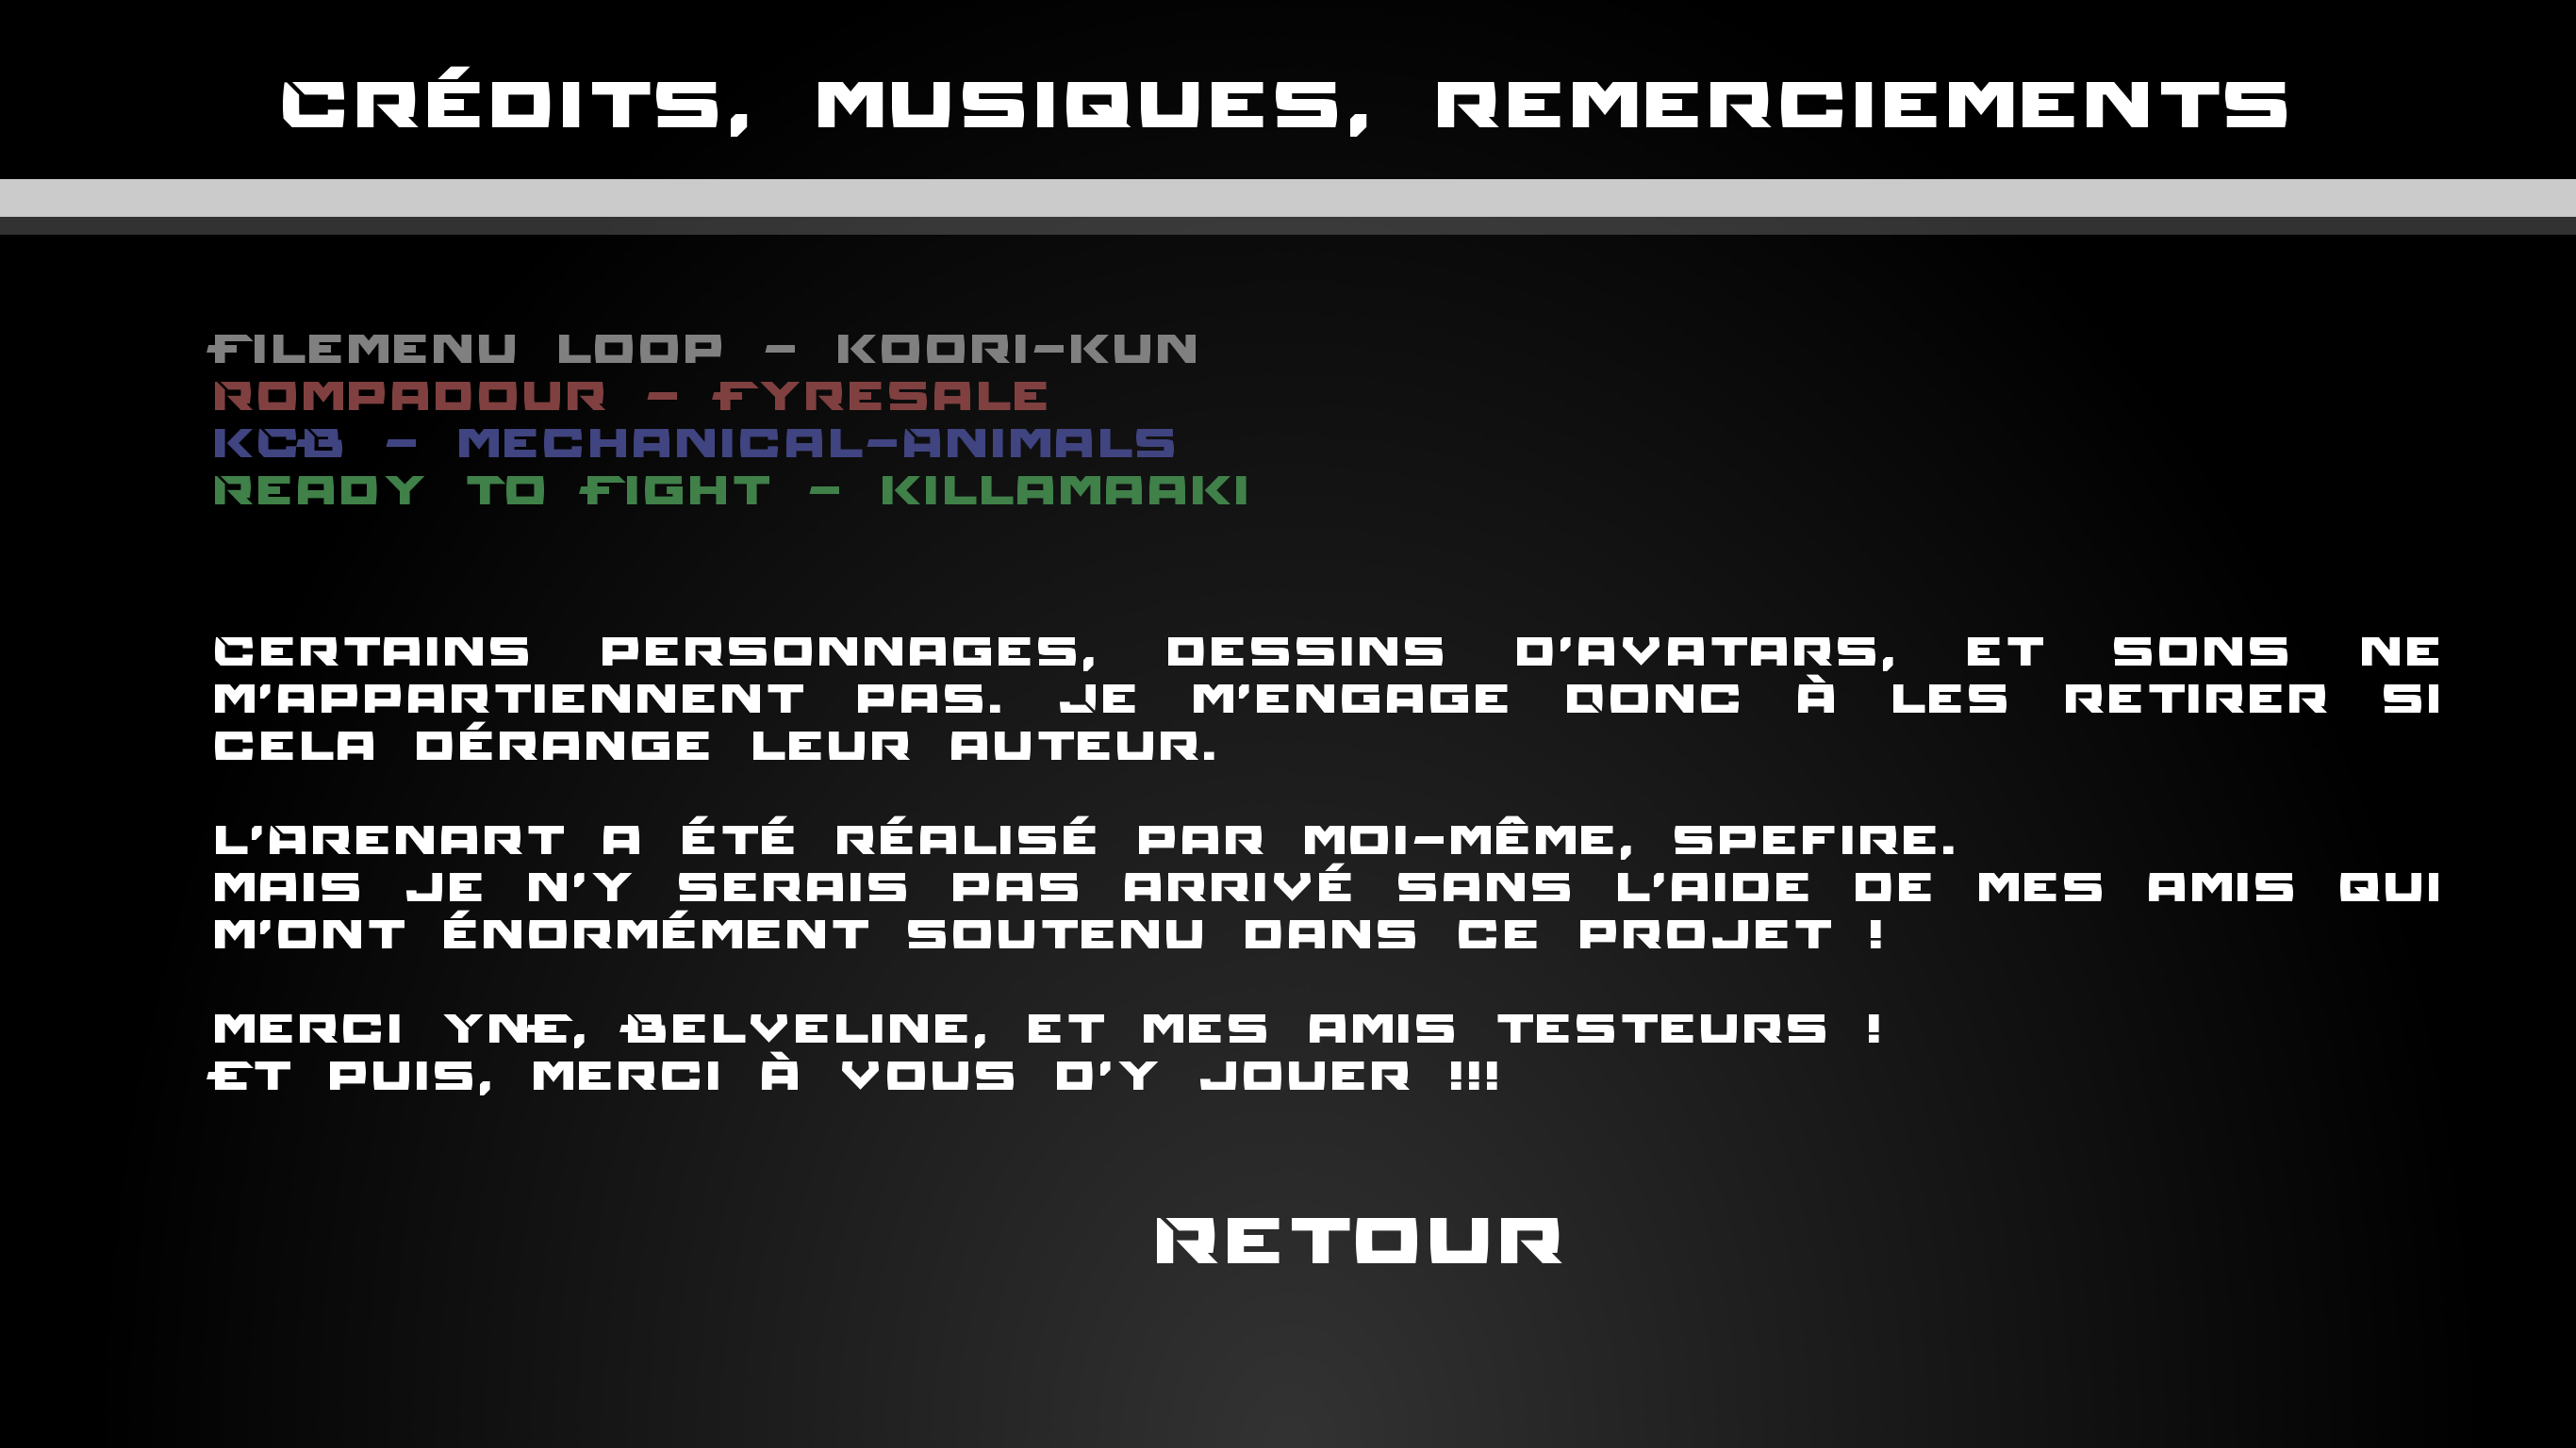 Crédits, musiques, remerciements
Filemenu loop - koori-kun
Rompadour - Fyresale
kCB - mechanical-Animals
Ready to Fight - killamaaki
Certains personnages, dessins d'avatars, et sons ne
m'appartiennent pas. Je m'engage Donc à les retirer si
cela dérange leur auteur.
l'Arenart a été réalisé par moi-même, spefire.
mais je n'y serais pas arrivé sans l'aide de mes amis qui
m'ont énormément soutenu dans ce projet !
merci ynE, Belveline, et mes amis testeurs !
Et puis, merci à vous d'y jouer !!!
Retour